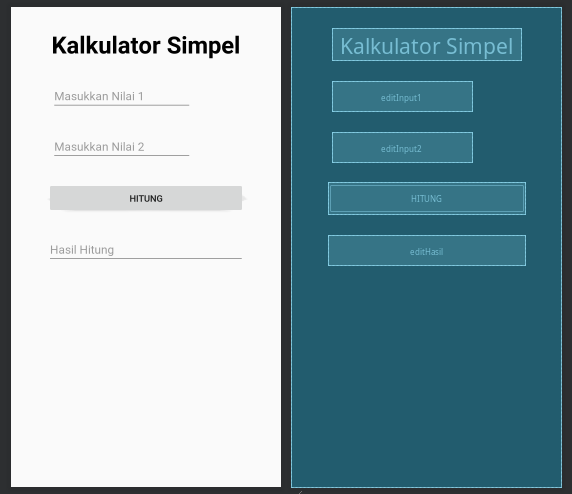 Kalkulator Simpel
Masukkan Nilai 1
Masukkan Nilai 2
HITUNG
Hasil Hitung
Kalkulator Simpel
editInput1
editInput2
HITUNG
editHasil